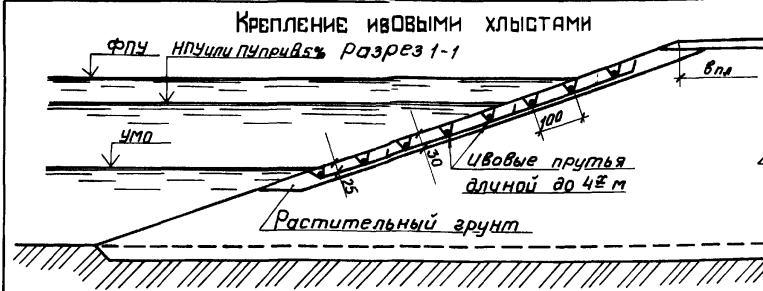 Крепление ивовыми хлыстами
ФПУ
НПУ или ПУ при В.5%
Разрез 1-1
впл
УМО
100
30
25
Ивовые прутья
длиной до 4х м
Растительный грунт